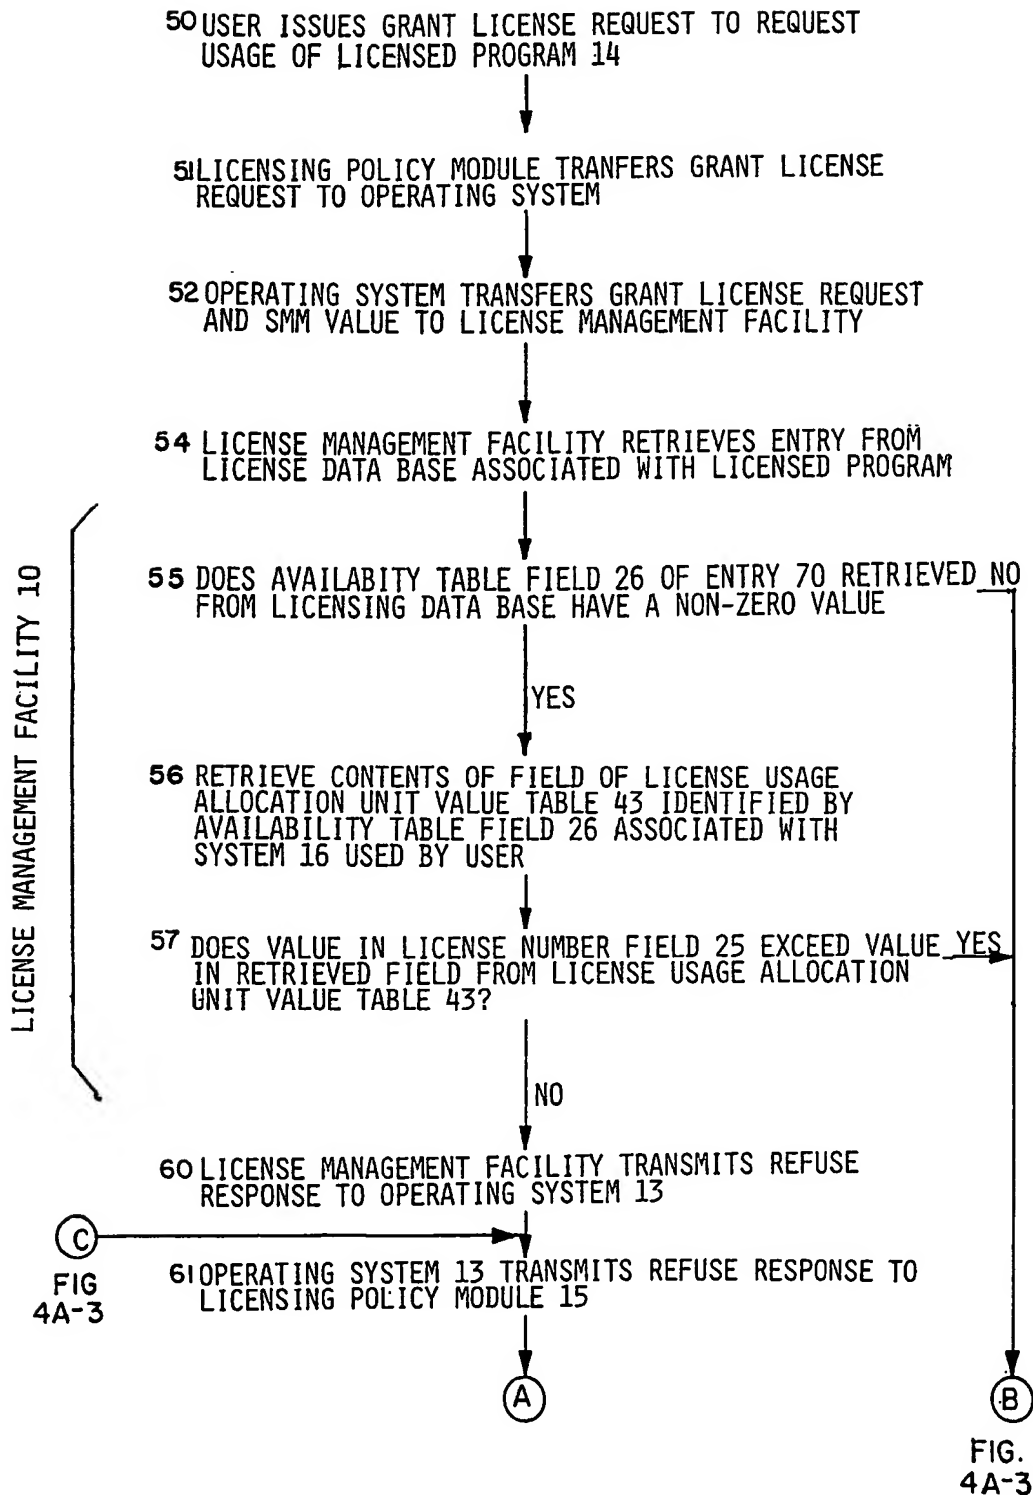 50 USER ISSUES GRANT LICENSE REQUEST TO REQUEST
USAGE OF LICENSED PROGRAM 14
51 LICENSING POLICY MODULE TRANFERS GRANT LICENSE
REQUEST TO OPERATING SYSTEM
52 OPERATING SYSTEM TRANSFERS GRANT LICENSE REQUEST
AND SMM VALUE TO LICENSE MANAGEMENT FACILITY
54 LICENSE MANAGEMENT FACILITY RETRIEVES ENTRY FROM
LICENSE DATA BASE ASSOCIATED WITH LICENSED PROGRAM
LICENSE MANAGEMENT FACILITY 10
55 DOES AVAILABITY TABLE FIELD 26 OF ENTRY 70 RETRIEVED NO
FROM LICENSING DATA BASE HAVE A NON-ZERO VALUE
YES
56 RETRIEVE CONTENTS OF FIELD OF LICENSE USAGE
ALLOCATION UNIT VALUE TABLE 43 IDENTIFIED BY
AVAILABILITY TABLE FIELD 26 ASSOCIATED WITH
SYSTEM 16 USED BY USER
57 DOES VALUE IN LICENSE NUMBER FIELD 25 EXCEED VALUE YES
IN RETRIEVED FIELD FROM LICENSE USAGE ALLOCATION
UNIT VALUE TABLE 43?
NO
60 LICENSE MANAGEMENT FACILITY TRANSMITS REFUSE
RESPONSE TO OPERATING SYSTEM 13
C
FIG
4A-3
61 OPERATING SYSTEM 13 TRANSMITS REFUSE RESPONSE TO
LICENSING POLICY MODULE 15
A
B
FIG.
4A-3